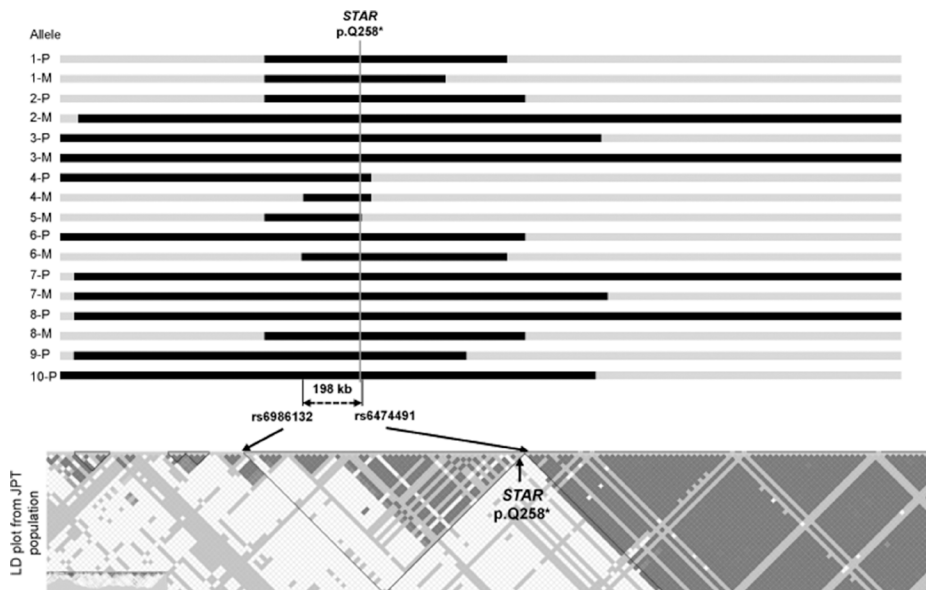 STAR
p.Q258*
Allele
1-P
1-M
2-P
2-M
3-P
3-M
4-P
4-M
5-M
6-P
6-M
7-P
7-M
8-P
8-M
9-P
10-P
198 kb
rs6986132
rs6474491
STAR
p.Q258*
LD plot from JPT
population